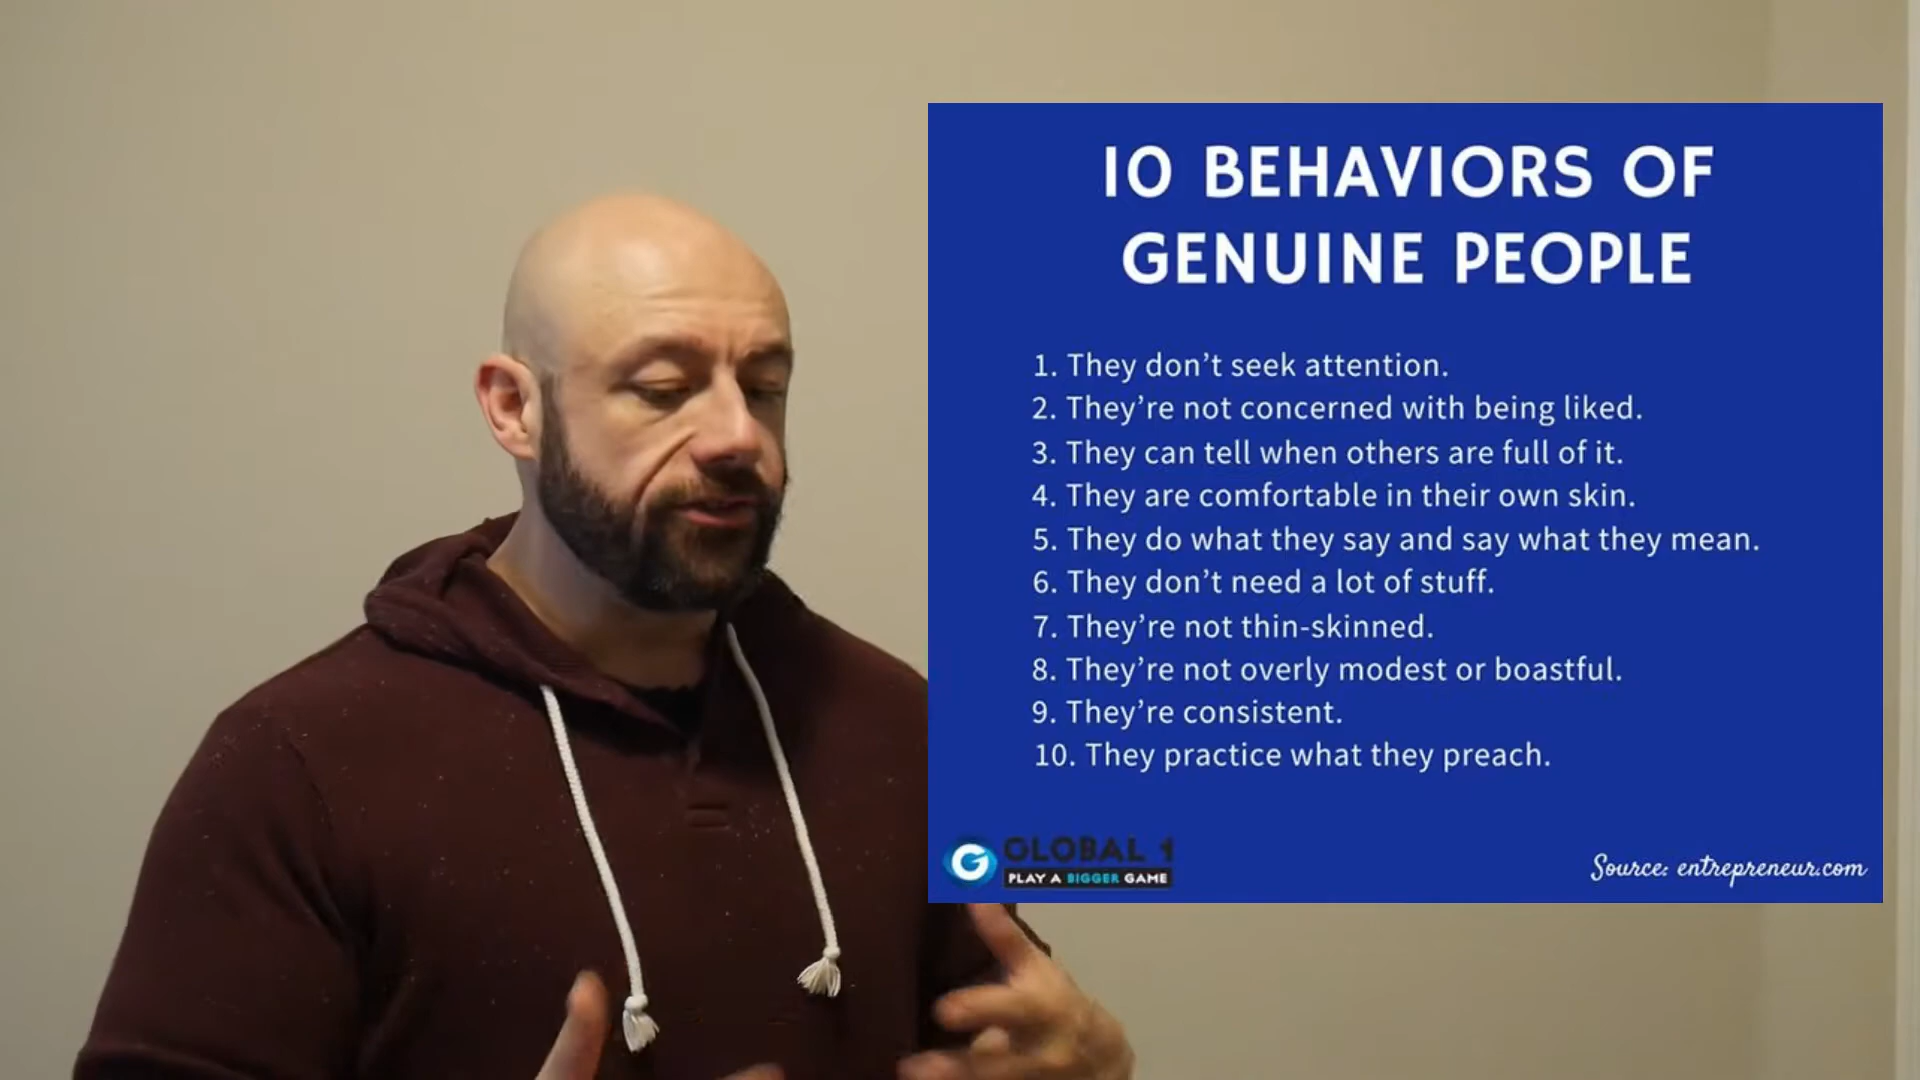 10 BEHAVIORS OF
GENUINE PEOPLE
1. They don’t seek attention.
2. They’re not concerned with being liked.
3. They can tell when others are full of it.
4. They are comfortable in their own skin.
5. They do what they say and say what they mean.
6. They don’t need a lot of stuff.
7. They’re not thin-skinned.
8. They’re not overly modest or boastful.
9. They’re consistent.
10. They practice what they preach.
G GLOBAL 1
PLAY A BIGGER GAME
Source: entrepreneur.com